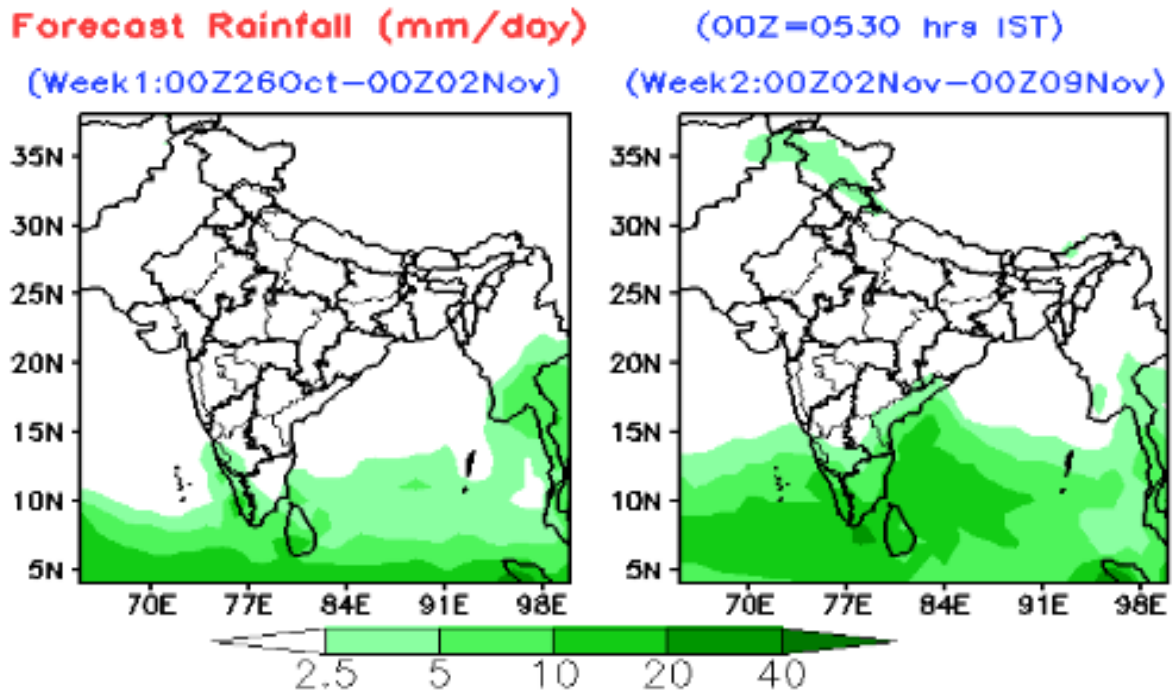 Forecast Rainfall (mm/day) (00Z=0530 hrs IST)
(Week1:00Z26Oct-00Z02Nov) (Week2:00Z02Nov-00Z09Nov)
35N
30N
25N
20N
15N
10N
5N
70E 77E 84E 91E 98E
35N
30N
25N
20N
15N
10N
5N
70E 77E 84E 91E 98E
2.5 5 10 20 40